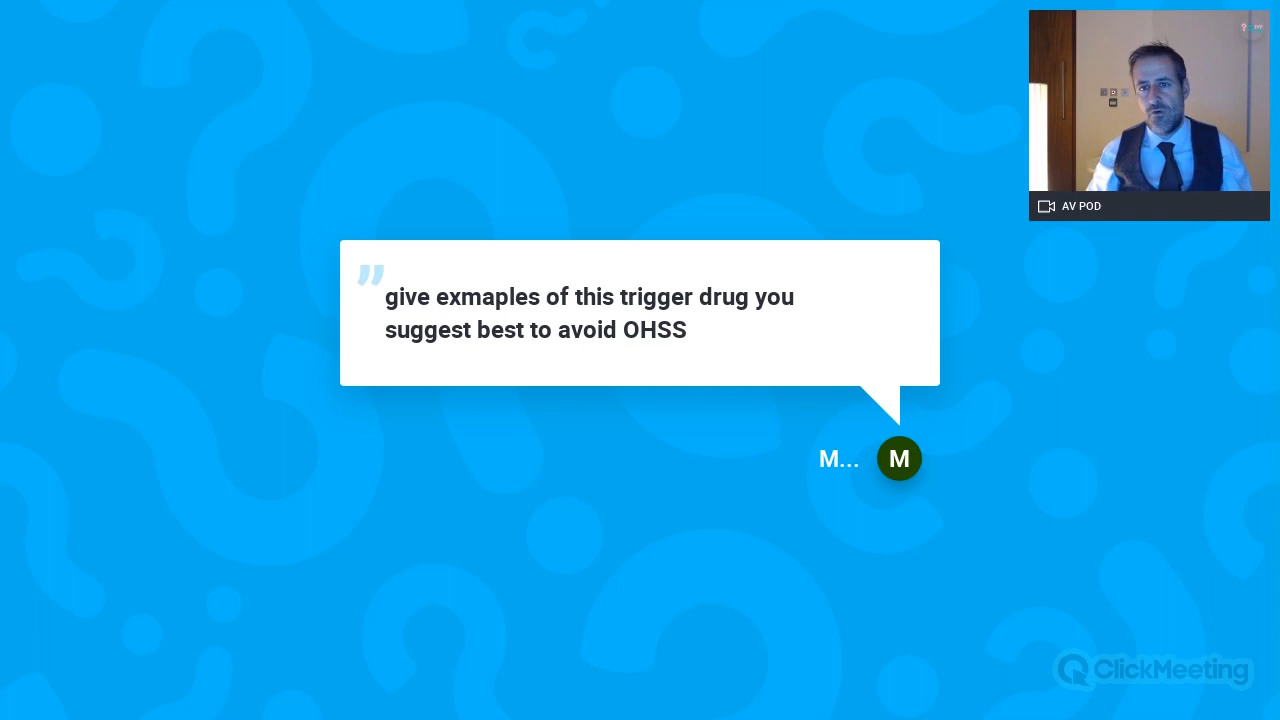 AV POD
”
give exmaples of this trigger drug you
suggest best to avoid OHSS
M... M
ClickMeeting